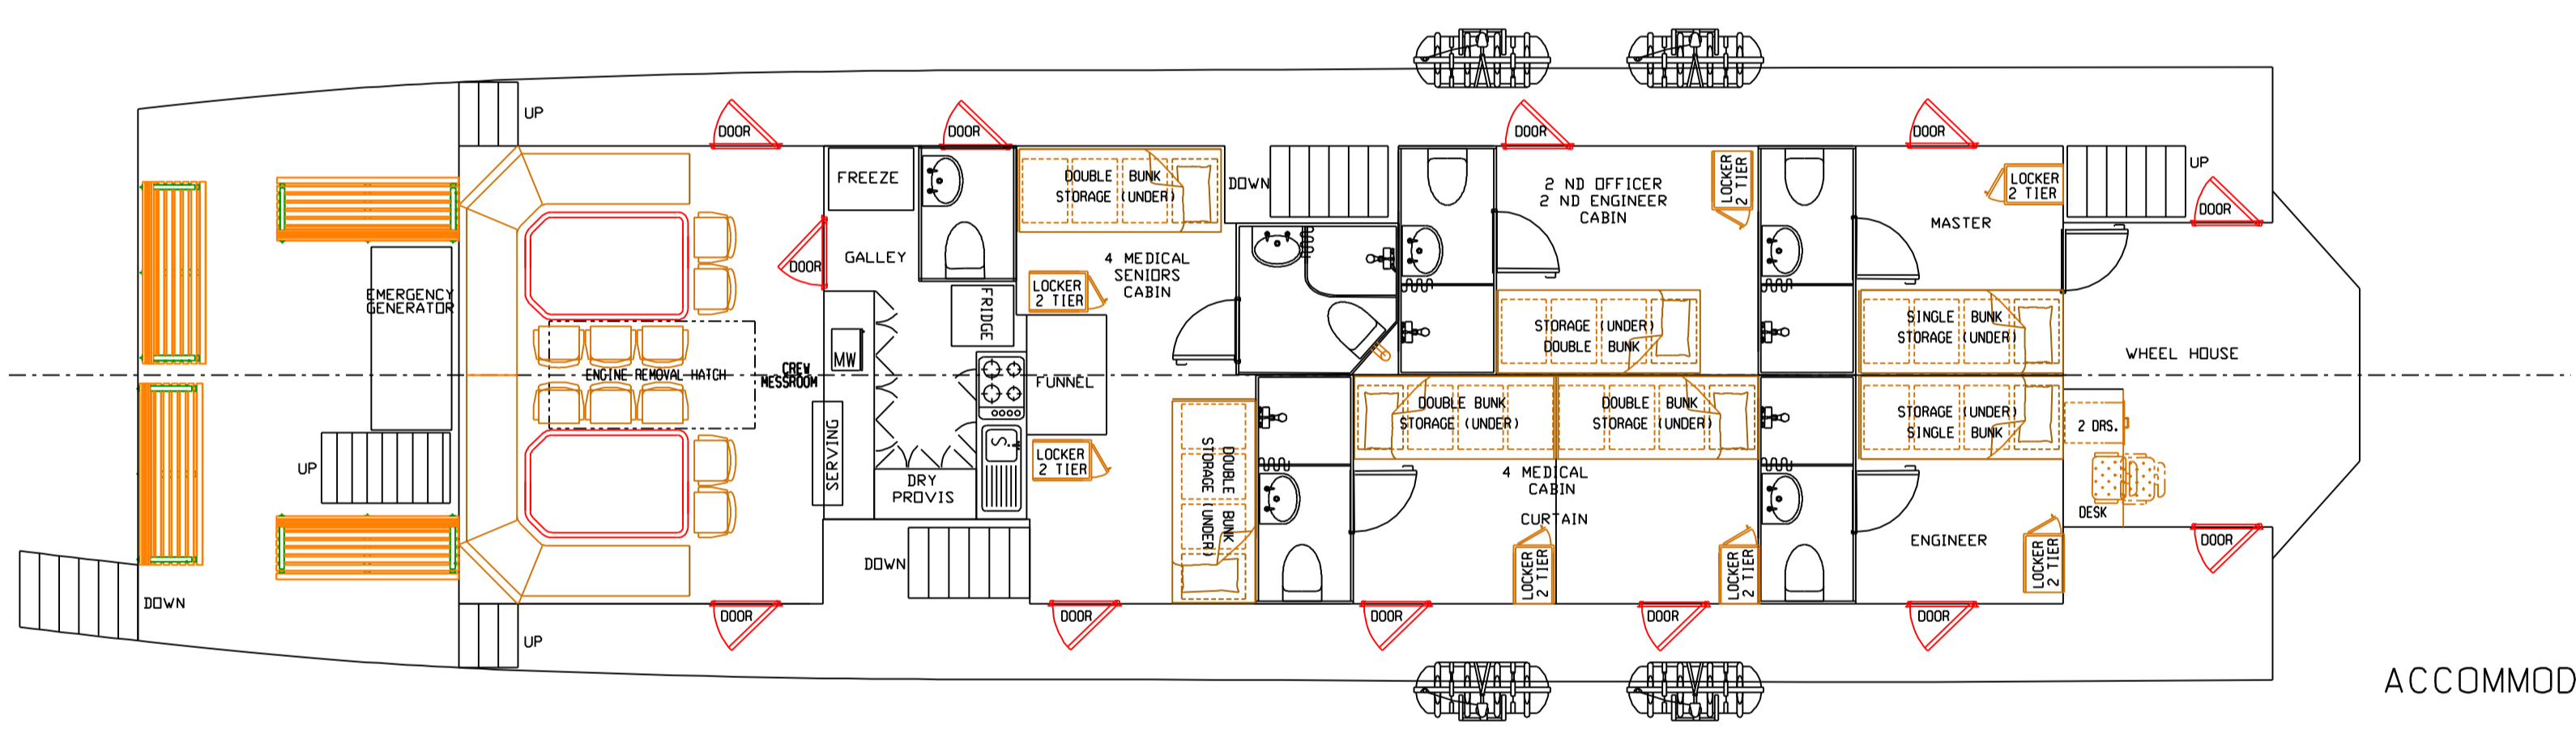 UP
DOOR
DOOR
DOOR
DOOR
FREEZE
DOUBLE BUNK
STORAGE (UNDER)
DOWN
2 ND OFFICER
2 ND ENGINEER
CABIN
LOCKER
2 TIER
LOCKER
2 TIER
UP
DOOR
MASTER
GALLEY
DOOR
4 MEDICAL
SENIORS
CABIN
LOCKER
2 TIER
FRIDGE
EMERGENCY
GENERATOR
STORAGE (UNDER)
DOUBLE BUNK
SINGLE BUNK
STORAGE (UNDER)
WHEEL HOUSE
MW
ENGINE REMOVAL HATCH
CREW
MESSROOM
FUNNEL
DOUBLE BUNK
STORAGE (UNDER)
DOUBLE BUNK
STORAGE (UNDER)
STORAGE (UNDER)
SINGLE BUNK
2 DRS.
UP
SERVING
S
LOCKER
2 TIER
DOUBLE BUNK
STORAGE (UNDER)
DRY
PROVIS
4 MEDICAL
CABIN
CURTAIN
DESK
ENGINEER
DOOR
DOWN
LOCKER
2 TIER
LOCKER
2 TIER
LOCKER
2 TIER
DOWN
UP
DOOR
DOOR
DOOR
DOOR
DOOR
ACCOMMOD